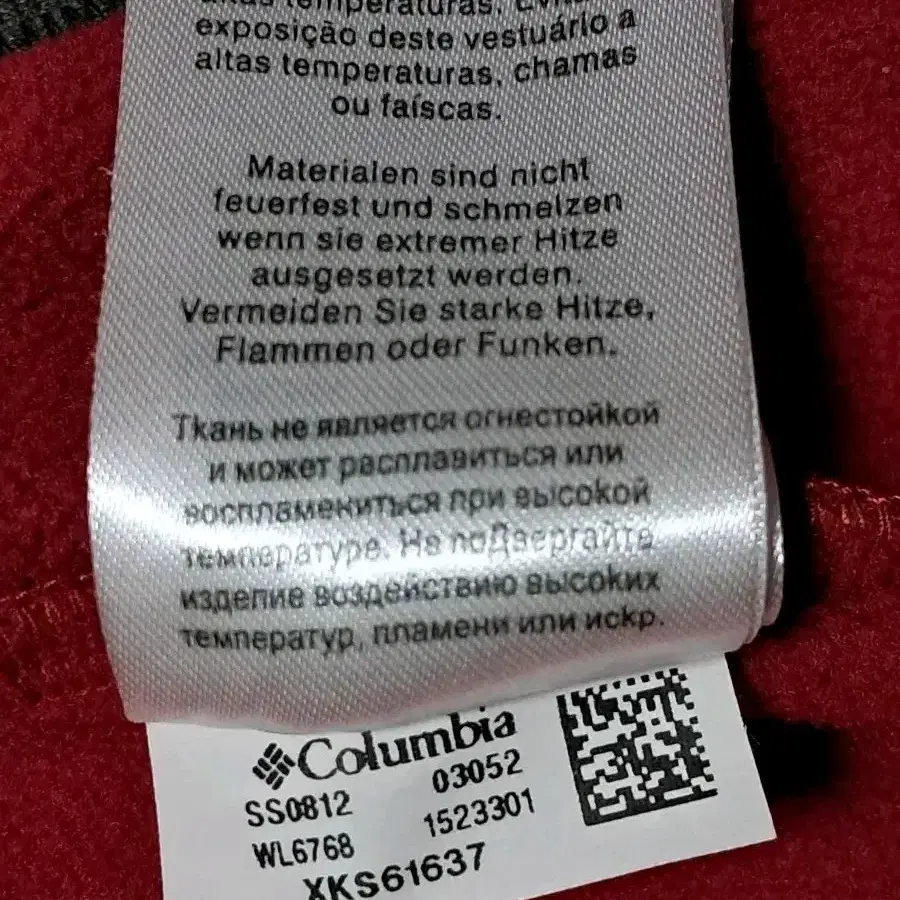 altas temperaturas.
exposição deste vestuário a
altas temperaturas, chamas
ou faíscas.
Materialen sind nicht
feuerfest und schmelzen
wenn sie extremer Hitze
ausgesetzt werden.
Vermeiden Sie starke Hitze,
Flammen oder Funken.
Ткань не является огнестойкой
и может расплавиться или
воспламениться при высокой
температуре. Не подвергайте
изделие воздействию высоких
температур, пламени или искр.
Columbia
SS0812 03052
WL6768 1523301
XKS61637